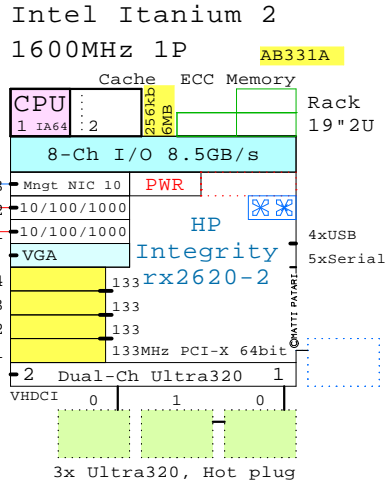 Intel Itanium 2
1600MHz 1P
AB331A
Cache ECC Memory
CPU
1 IA64
2
256kb
6MB
Rack
19"2U
8-Ch I/O 8.5GB/s
Mngt NIC 10
PWR
10/100/1000
10/100/1000
VGA
HP
Integrity
rx2620-2
4xUSB
5xSerial
©MATTI PATARI
133
133
133
133MHz PCI-X 64bit
2 Dual-Ch Ultra320 1
VHDCI
0 1 0
3x Ultra320, Hot plug